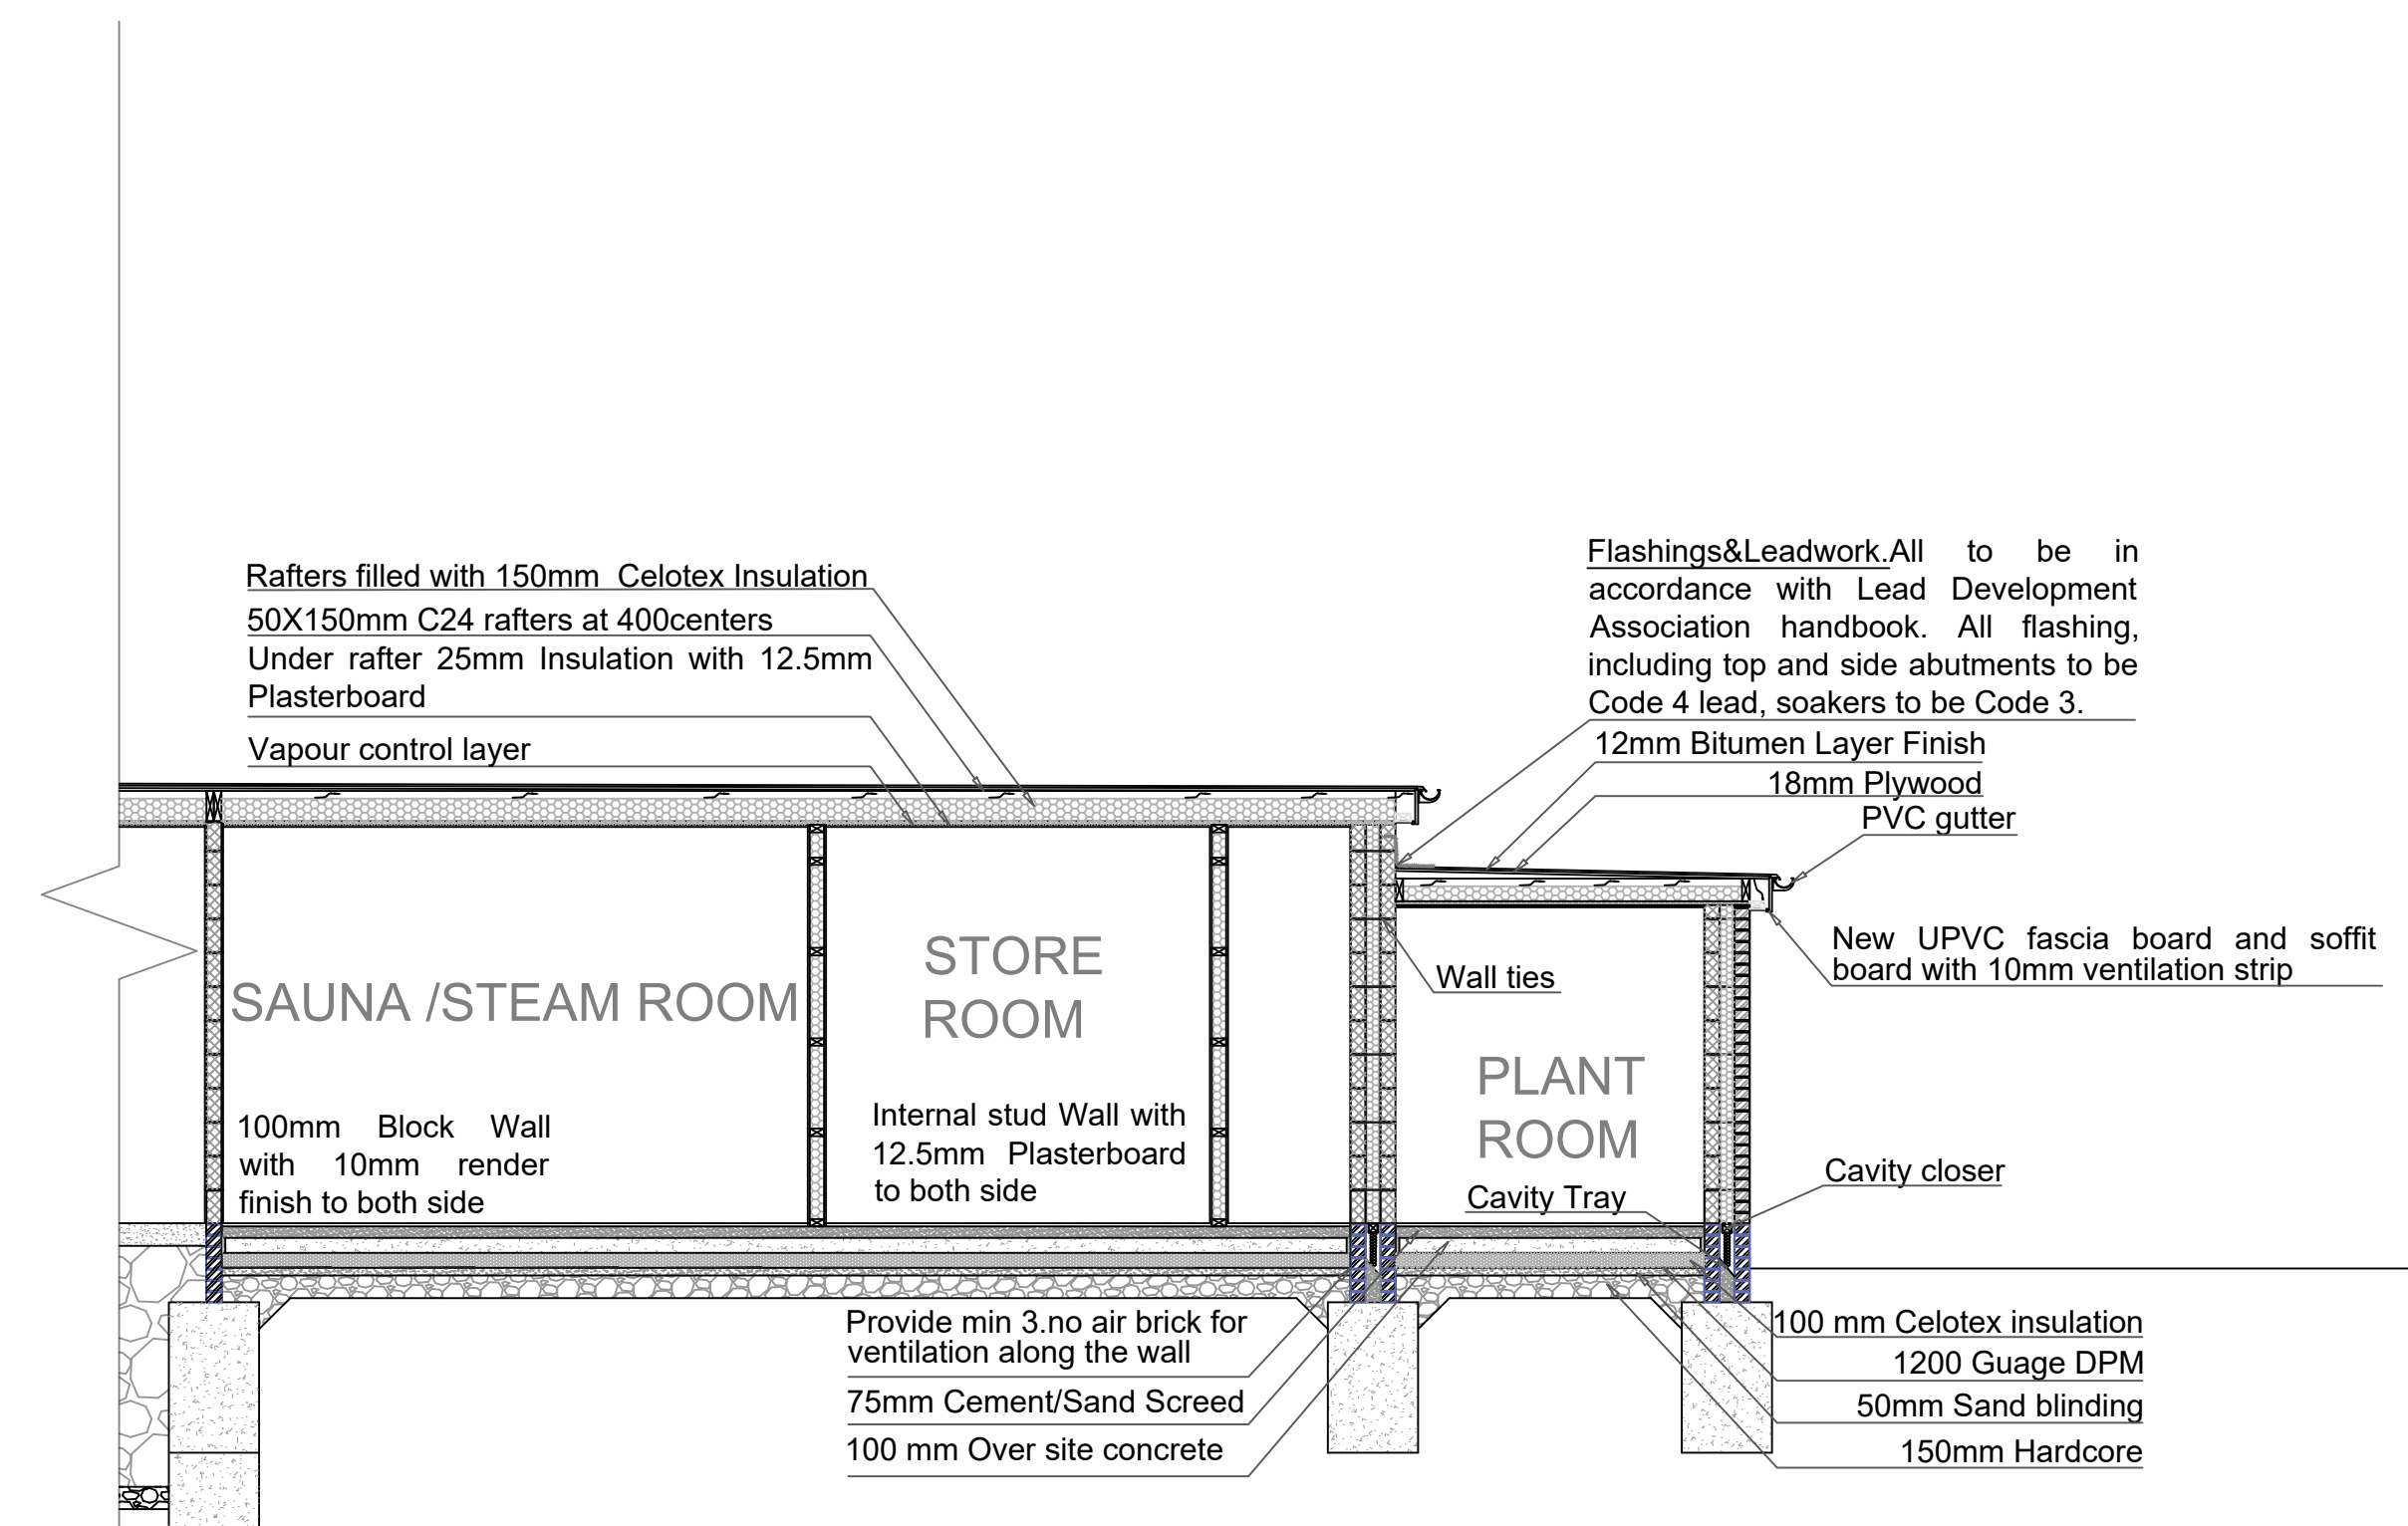 Rafters filled with 150mm Celotex Insulation
50X150mm C24 rafters at 400centers
Under rafter 25mm Insulation with 12.5mm
Plasterboard
Vapour control layer
Flashings&Leadwork.All to be in
accordance with Lead Development
Association handbook. All flashing,
including top and side abutments to be
Code 4 lead, soakers to be Code 3.
12mm Bitumen Layer Finish
18mm Plywood
PVC gutter
New UPVC fascia board and soffit
board with 10mm ventilation strip
Wall ties
STORE
ROOM
SAUNA /STEAM ROOM
PLANT
ROOM
100mm Block Wall
with 10mm render
finish to both side
Internal stud Wall with
12.5mm Plasterboard
to both side
Cavity Tray
Cavity closer
Provide min 3.no air brick for
ventilation along the wall
75mm Cement/Sand Screed
100 mm Over site concrete
100 mm Celotex insulation
1200 Guage DPM
50mm Sand blinding
150mm Hardcore